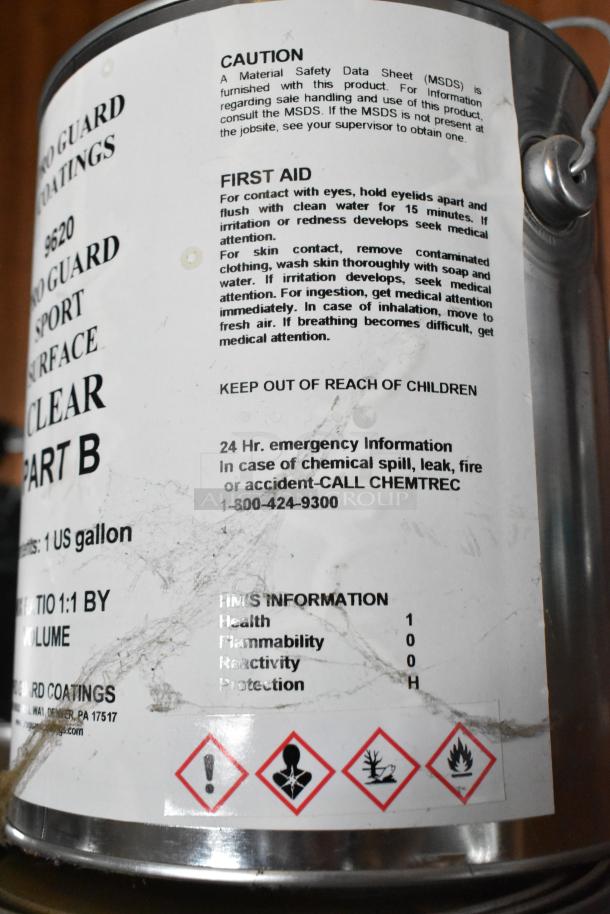 GUARD
COATINGS
9620
GUARD
SPORT
SURFACE
CLEAR
PART B
1 US gallon
RATIO 1:1 BY
VOLUME
GUARD COATINGS
DENVER, PA 17517
CAUTION
A Material Safety Data Sheet (MSDS) is
furnished with this product. For Information
regarding sale handling and use of this product,
consult the MSDS. If the MSDS is not present at
the jobsite, see your supervisor to obtain one.
FIRST AID
For contact with eyes, hold eyelids apart and
flush with clean water for 15 minutes. If
irritation or redness develops seek medical
attention.
For skin contact, remove contaminated
clothing, wash skin thoroughly with soap and
water. If irritation develops, seek medical
attention. For ingestion, get medical attention
immediately. In case of inhalation, move to
fresh air. If breathing becomes difficult, get
medical attention.
KEEP OUT OF REACH OF CHILDREN
24 Hr. emergency Information
In case of chemical spill, leak, fire
or accident-CALL CHEMTREC
1-800-424-9300
HMIS INFORMATION
Health 1
Flammability 0
Reactivity 0
Protection H